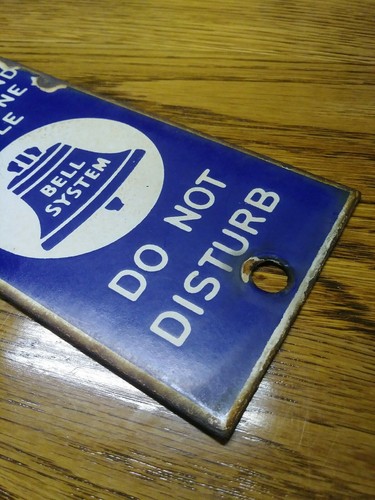 BELL
SYSTEM
DO NOT
DISTURB